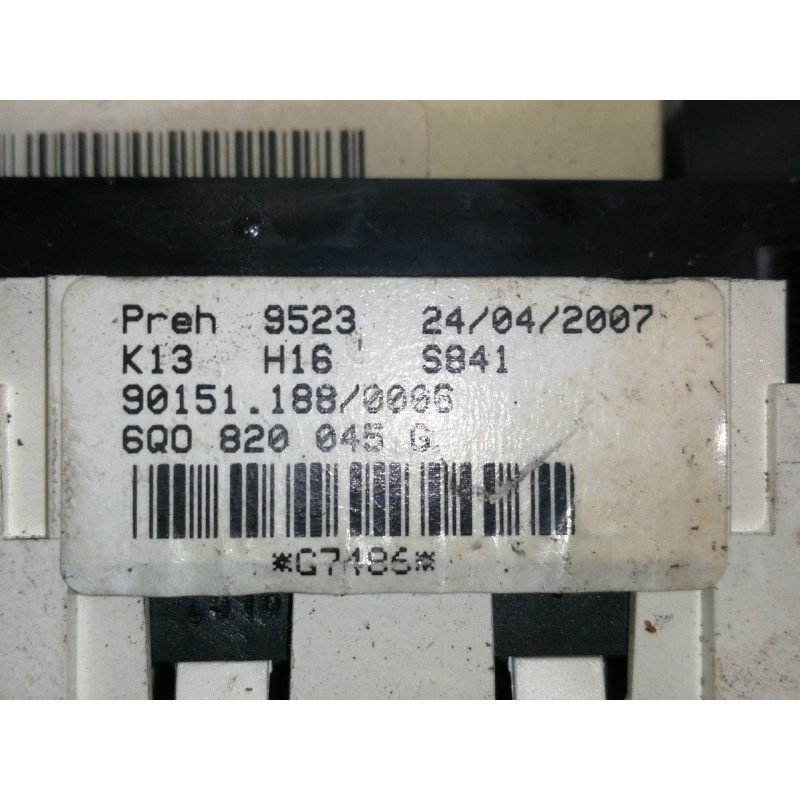 Preh 9523 24/04/2007
K13 H16 S841
90151.188/0006
6Q0 820 045 G
*G7486*